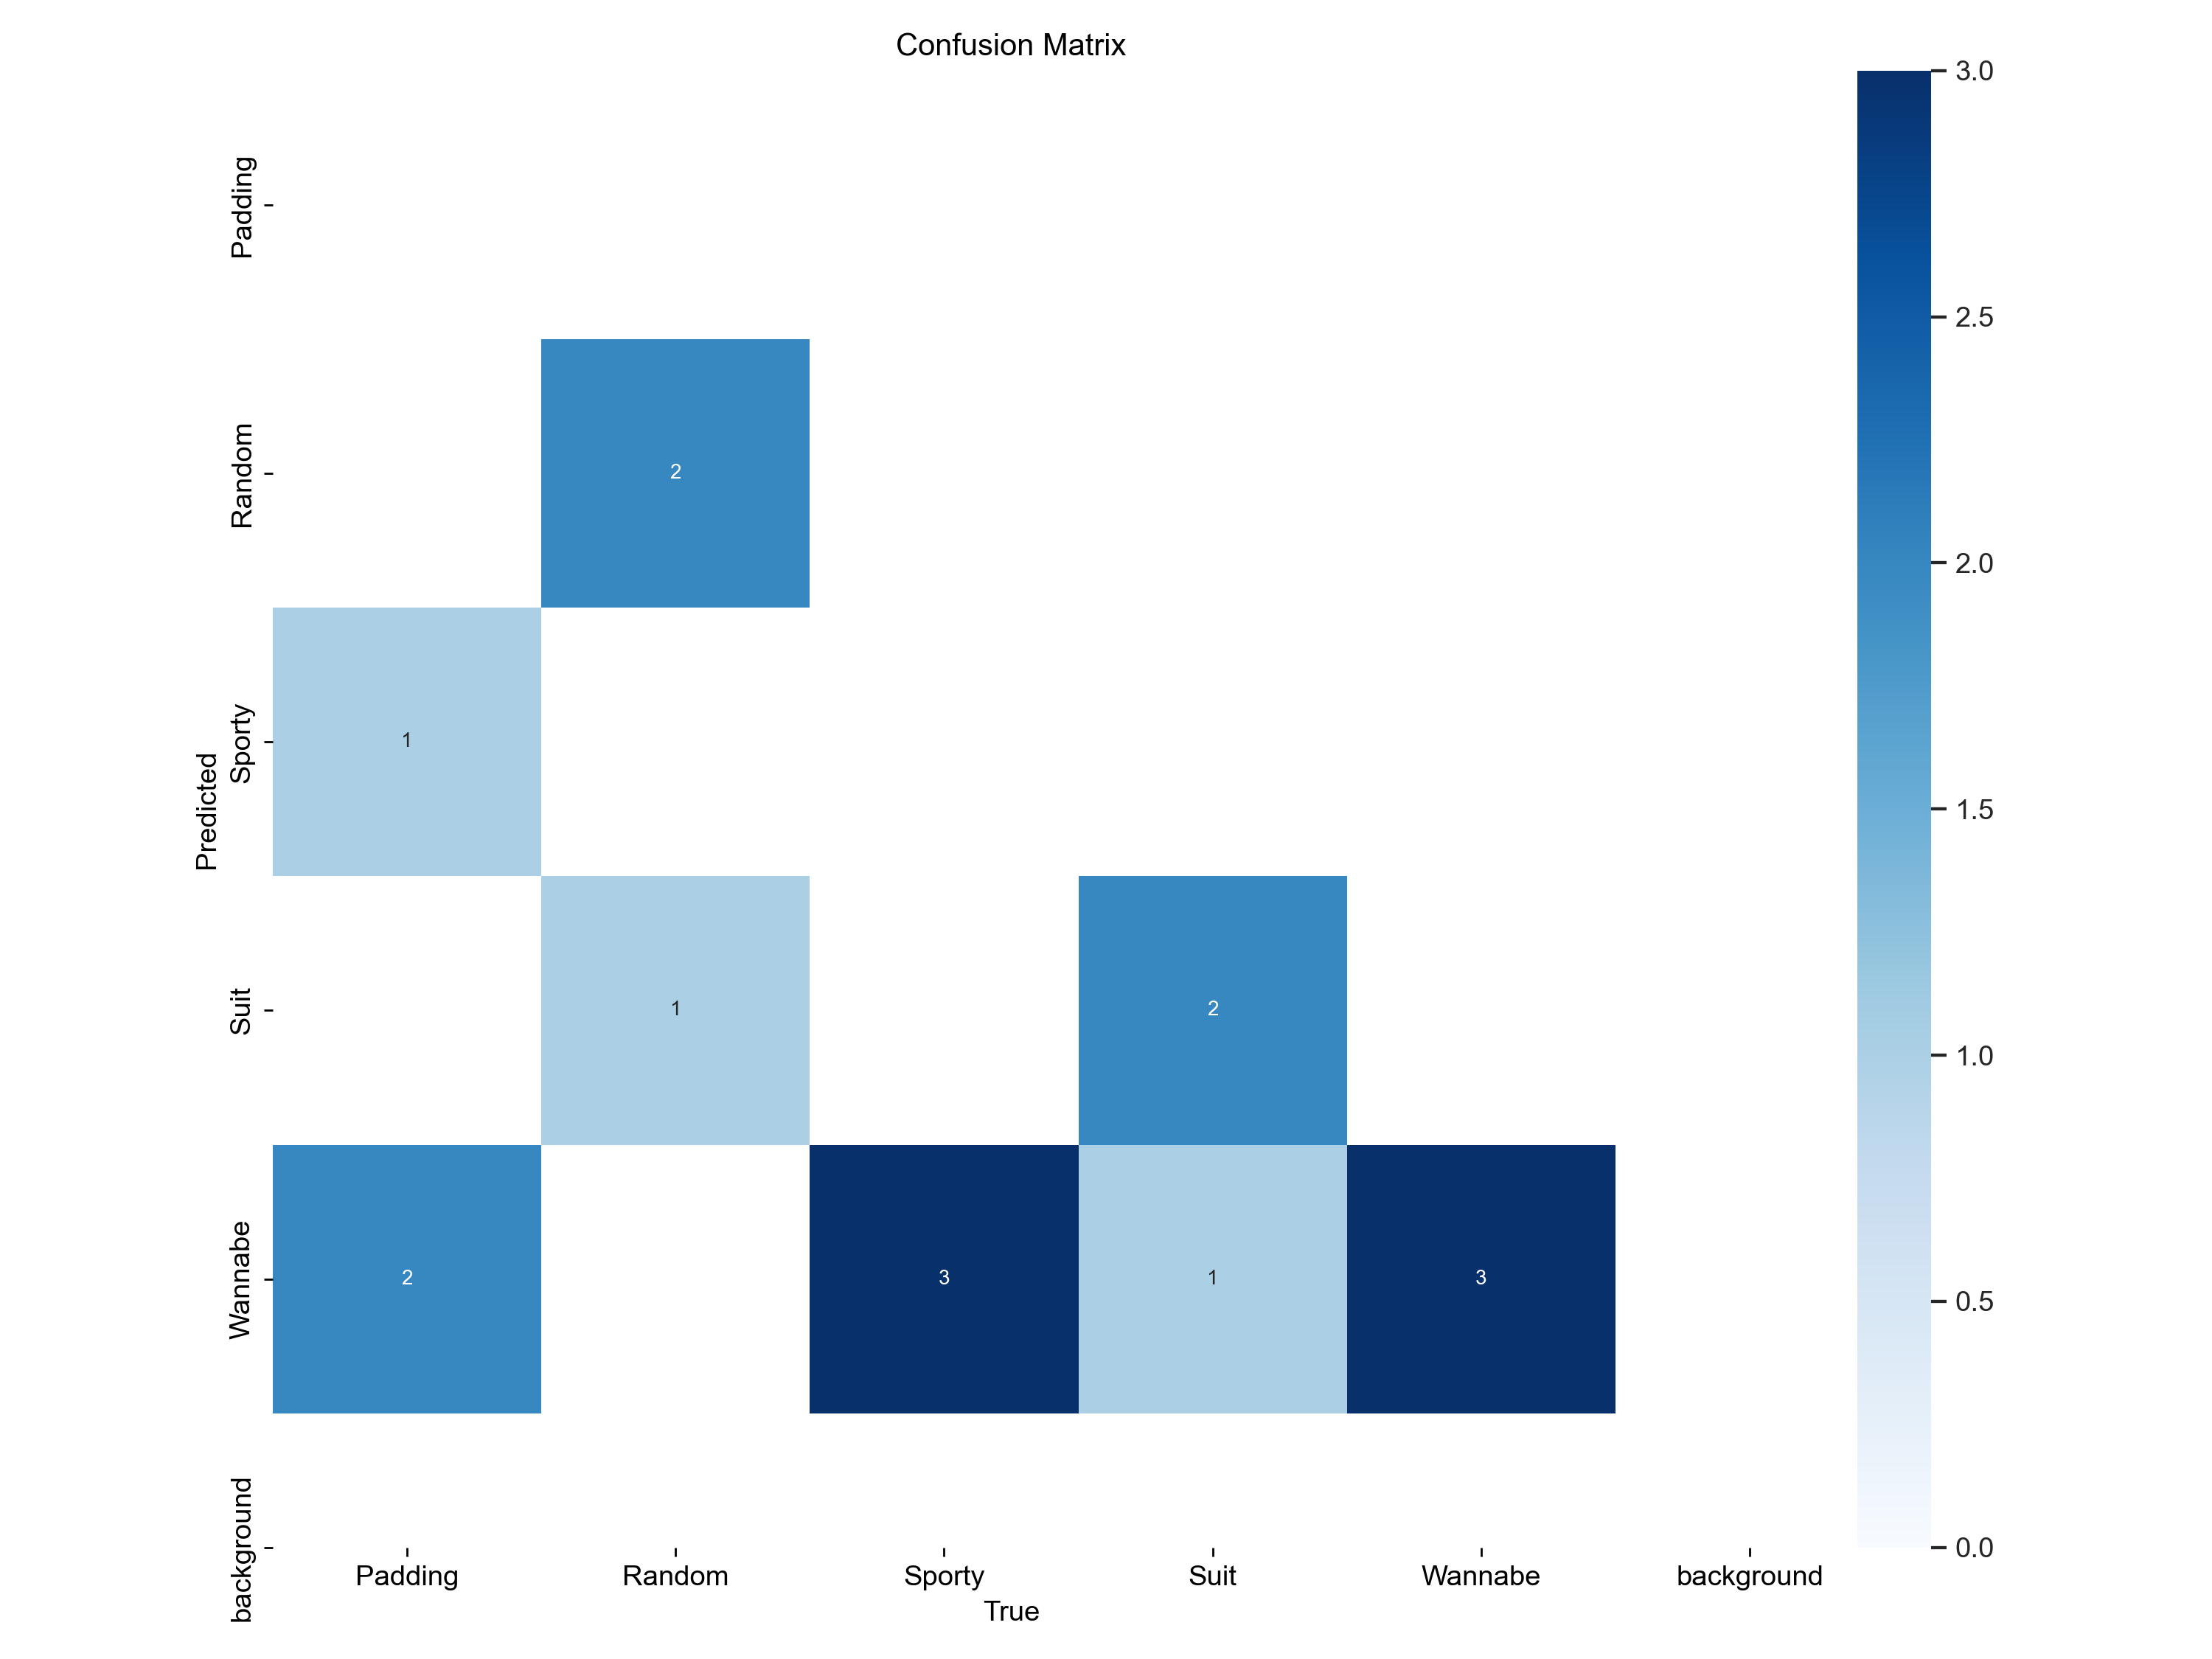 Confusion Matrix
Predicted
Padding
Random
Sporty
Suit
Wannabe
background
2
1
1
2
2
3
1
3
Padding
Random
Sporty
Suit
Wannabe
background
True
3.0
2.5
2.0
1.5
1.0
0.5
0.0